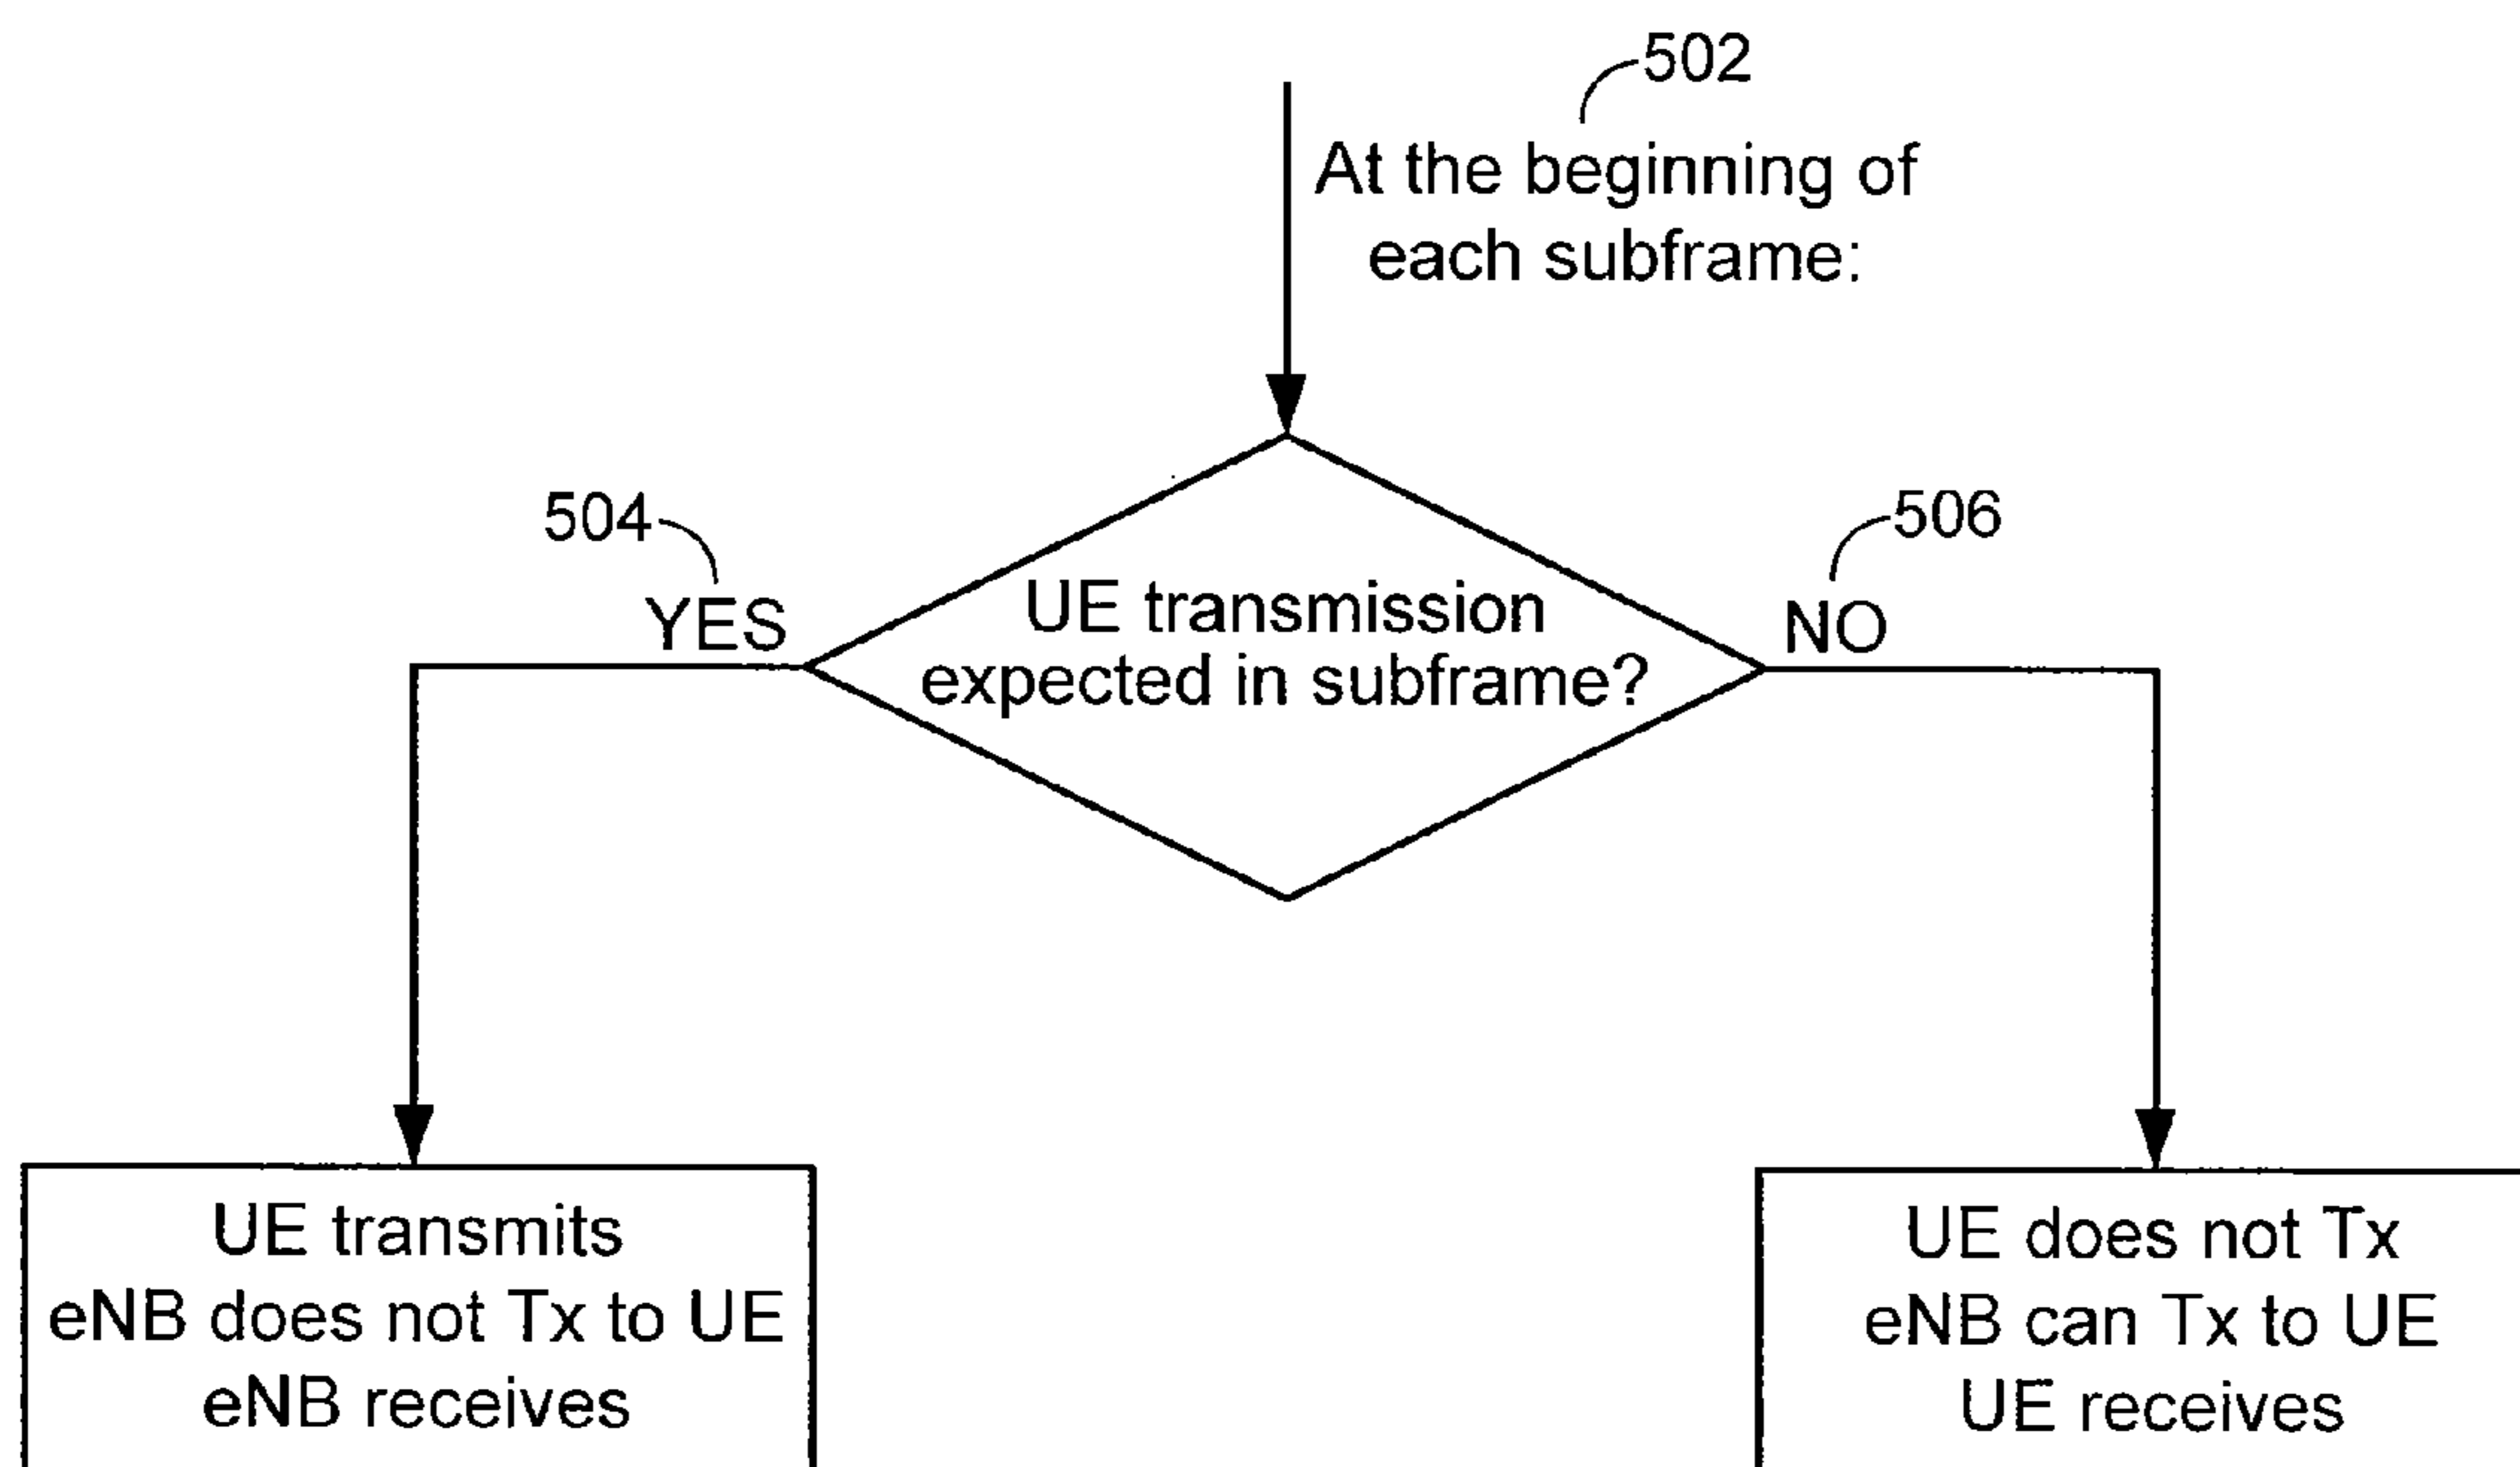 502
At the beginning of
each subframe:
504
YES
506
NO
UE transmission
expected in subframe?
UE transmits
eNB does not Tx to UE
eNB receives
UE does not Tx
eNB can Tx to UE
UE receives